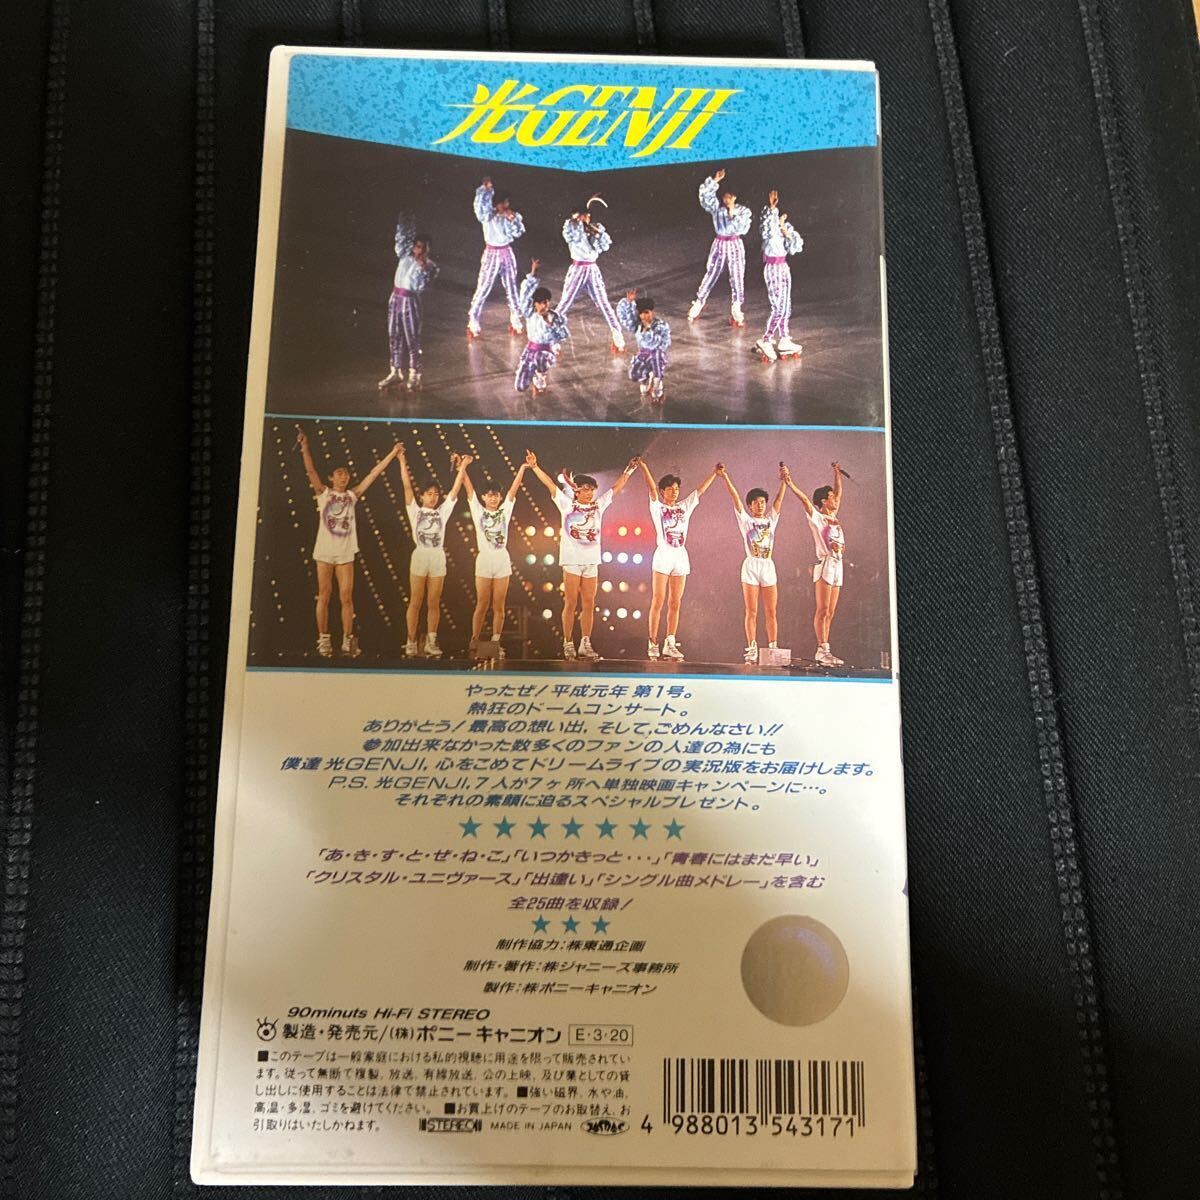 光GENJI
やったぜ! 平成元年 第1号。
熱狂のドームコンサート。
ありがとう! 最高の想い出, そして, ごめんなさい!!
参加出来なかった数多くのファンの人達の為にも
僕達 光GENJI, 心をこめてドリームライブの実況版をお届けします。
P.S. 光GENJI, 7人が7ヶ所へ単独映画キャンペーンに…。
それぞれの素顔に迫るスペシャルプレゼント。
★★★★★★★
「あ・き・す・と・ぜ・ね・こ」「いつかきっと・・・」「青春にはまだ早い」
「クリスタル・ユニヴァース」「出逢い」「シングル曲メドレー」を含む
全25曲を収録!
★★★
制作協力:㈱東通企画
制作・著作:㈱ジャニーズ事務所
製作:㈱ポニーキャニオン
90minuts Hi-Fi STEREO
製造・発売元/(株)ポニーキャニオン E・3・20
■このテープは一般家庭における私的視聴に用途を限って販売されてい
ます。従って無断で複製, 放送, 有線放送, 公の上映, 及び業としての貸
し出しに使用することは法律で禁止されています。■強い磁界, 水や油,
高温・多湿, ゴミを避けてください。■お買上げのテープのお取替え, お
引取りはいたしかねます。
STEREO MADE IN JAPAN
4 988013 543171